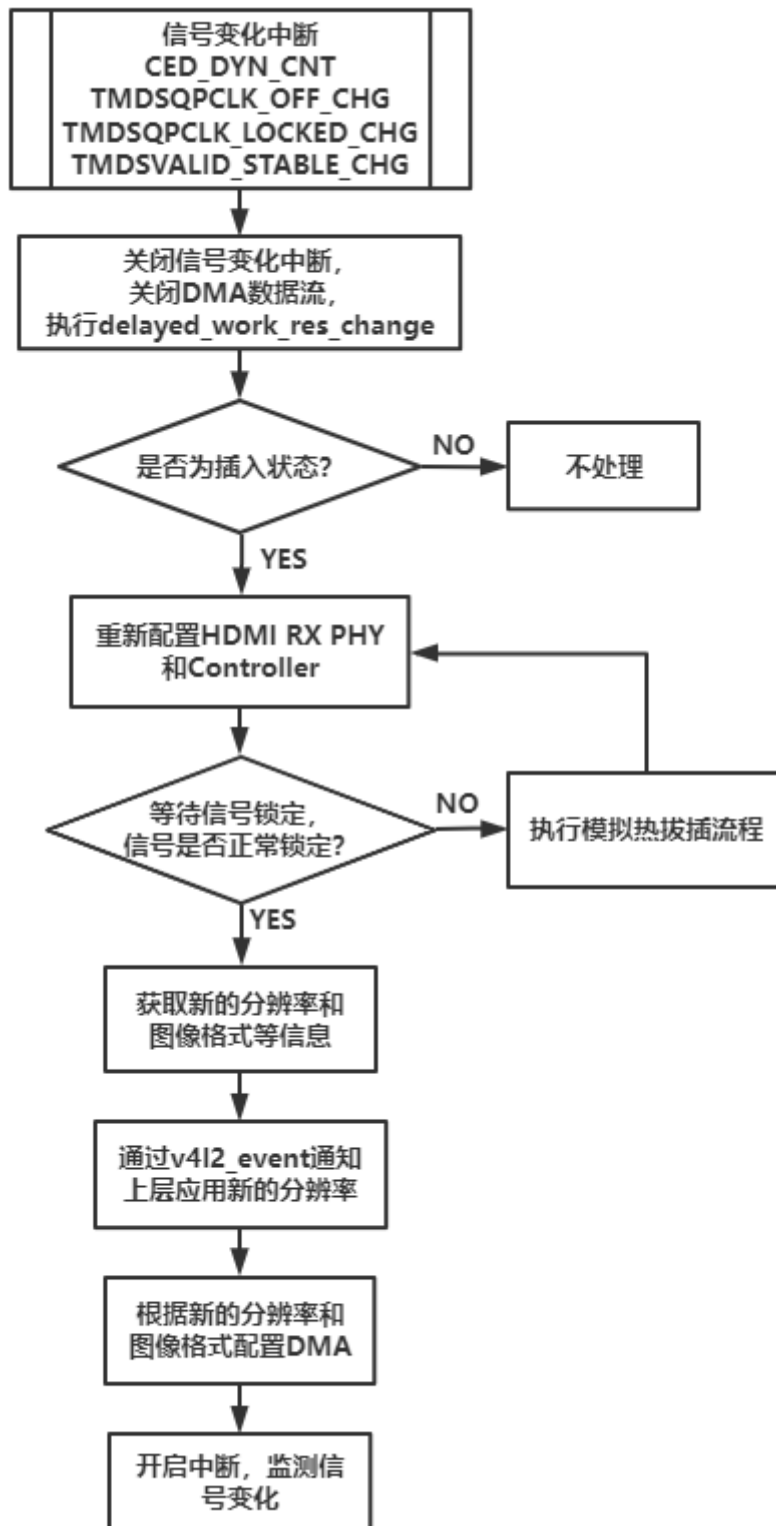 信号变化中断
CED_DYN_CNT
TMDSQPCLK_OFF_CHG
TMDSQPCLK_LOCKED_CHG
TMDSVALID_STABLE_CHG
关闭信号变化中断，
关闭DMA数据流，
执行delayed_work_res_change
是否为插入状态？
NO
不处理
YES
重新配置HDMI RX PHY
和Controller
等待信号锁定，
信号是否正常锁定？
NO
执行模拟热拔插流程
YES
获取新的分辨率和
图像格式等信息
通过v4l2_event通知
上层应用新的分辨率
根据新的分辨率和
图像格式配置DMA
开启中断，监测信
号变化